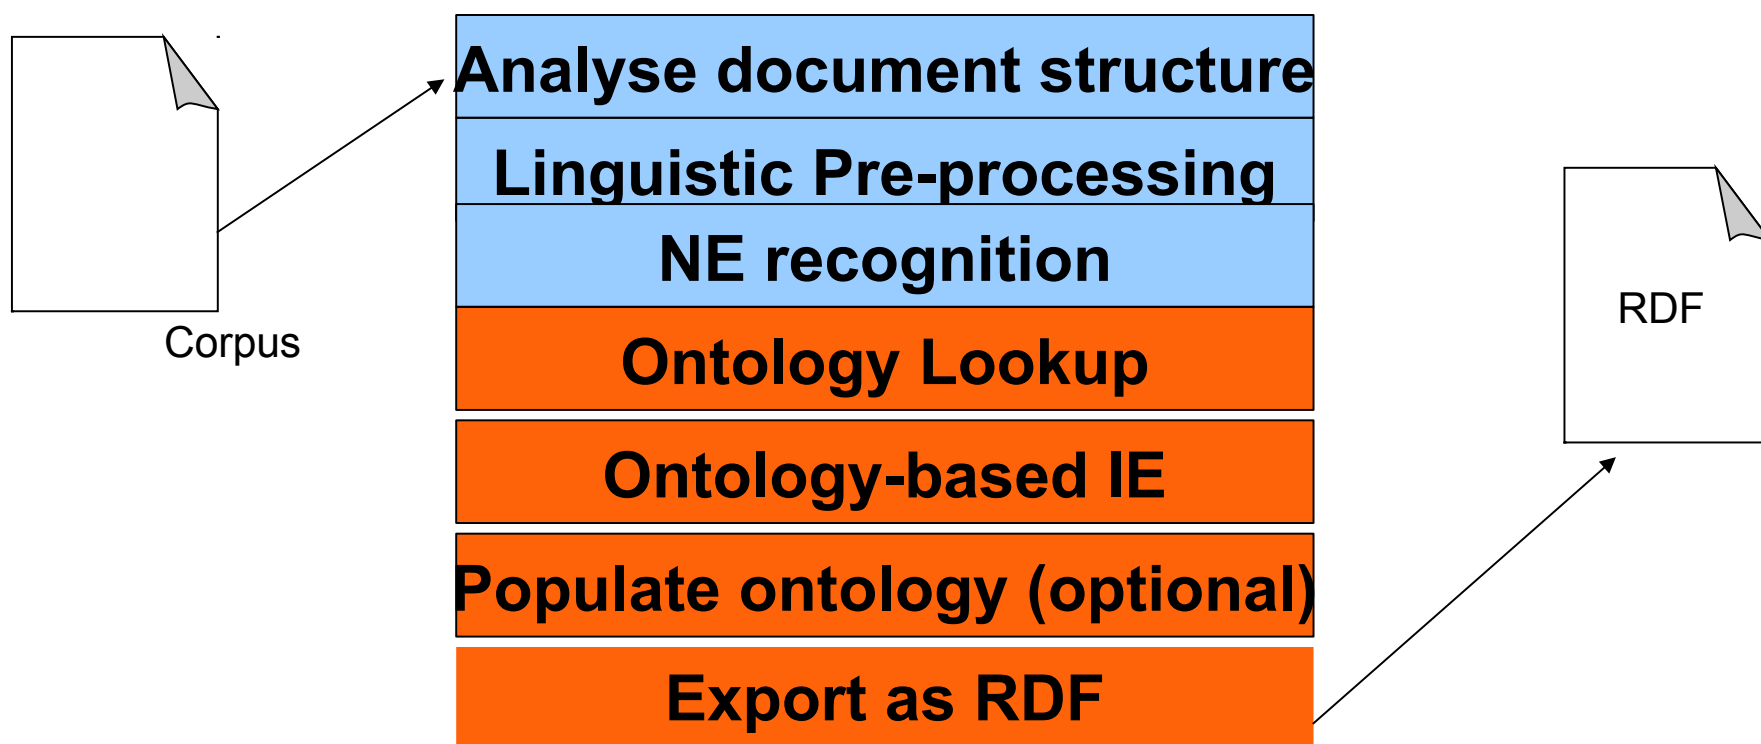 Analyse document structure
Linguistic Pre-processing
NE recognition
Ontology Lookup
Ontology-based IE
Populate ontology (optional)
Export as RDF
Corpus
RDF